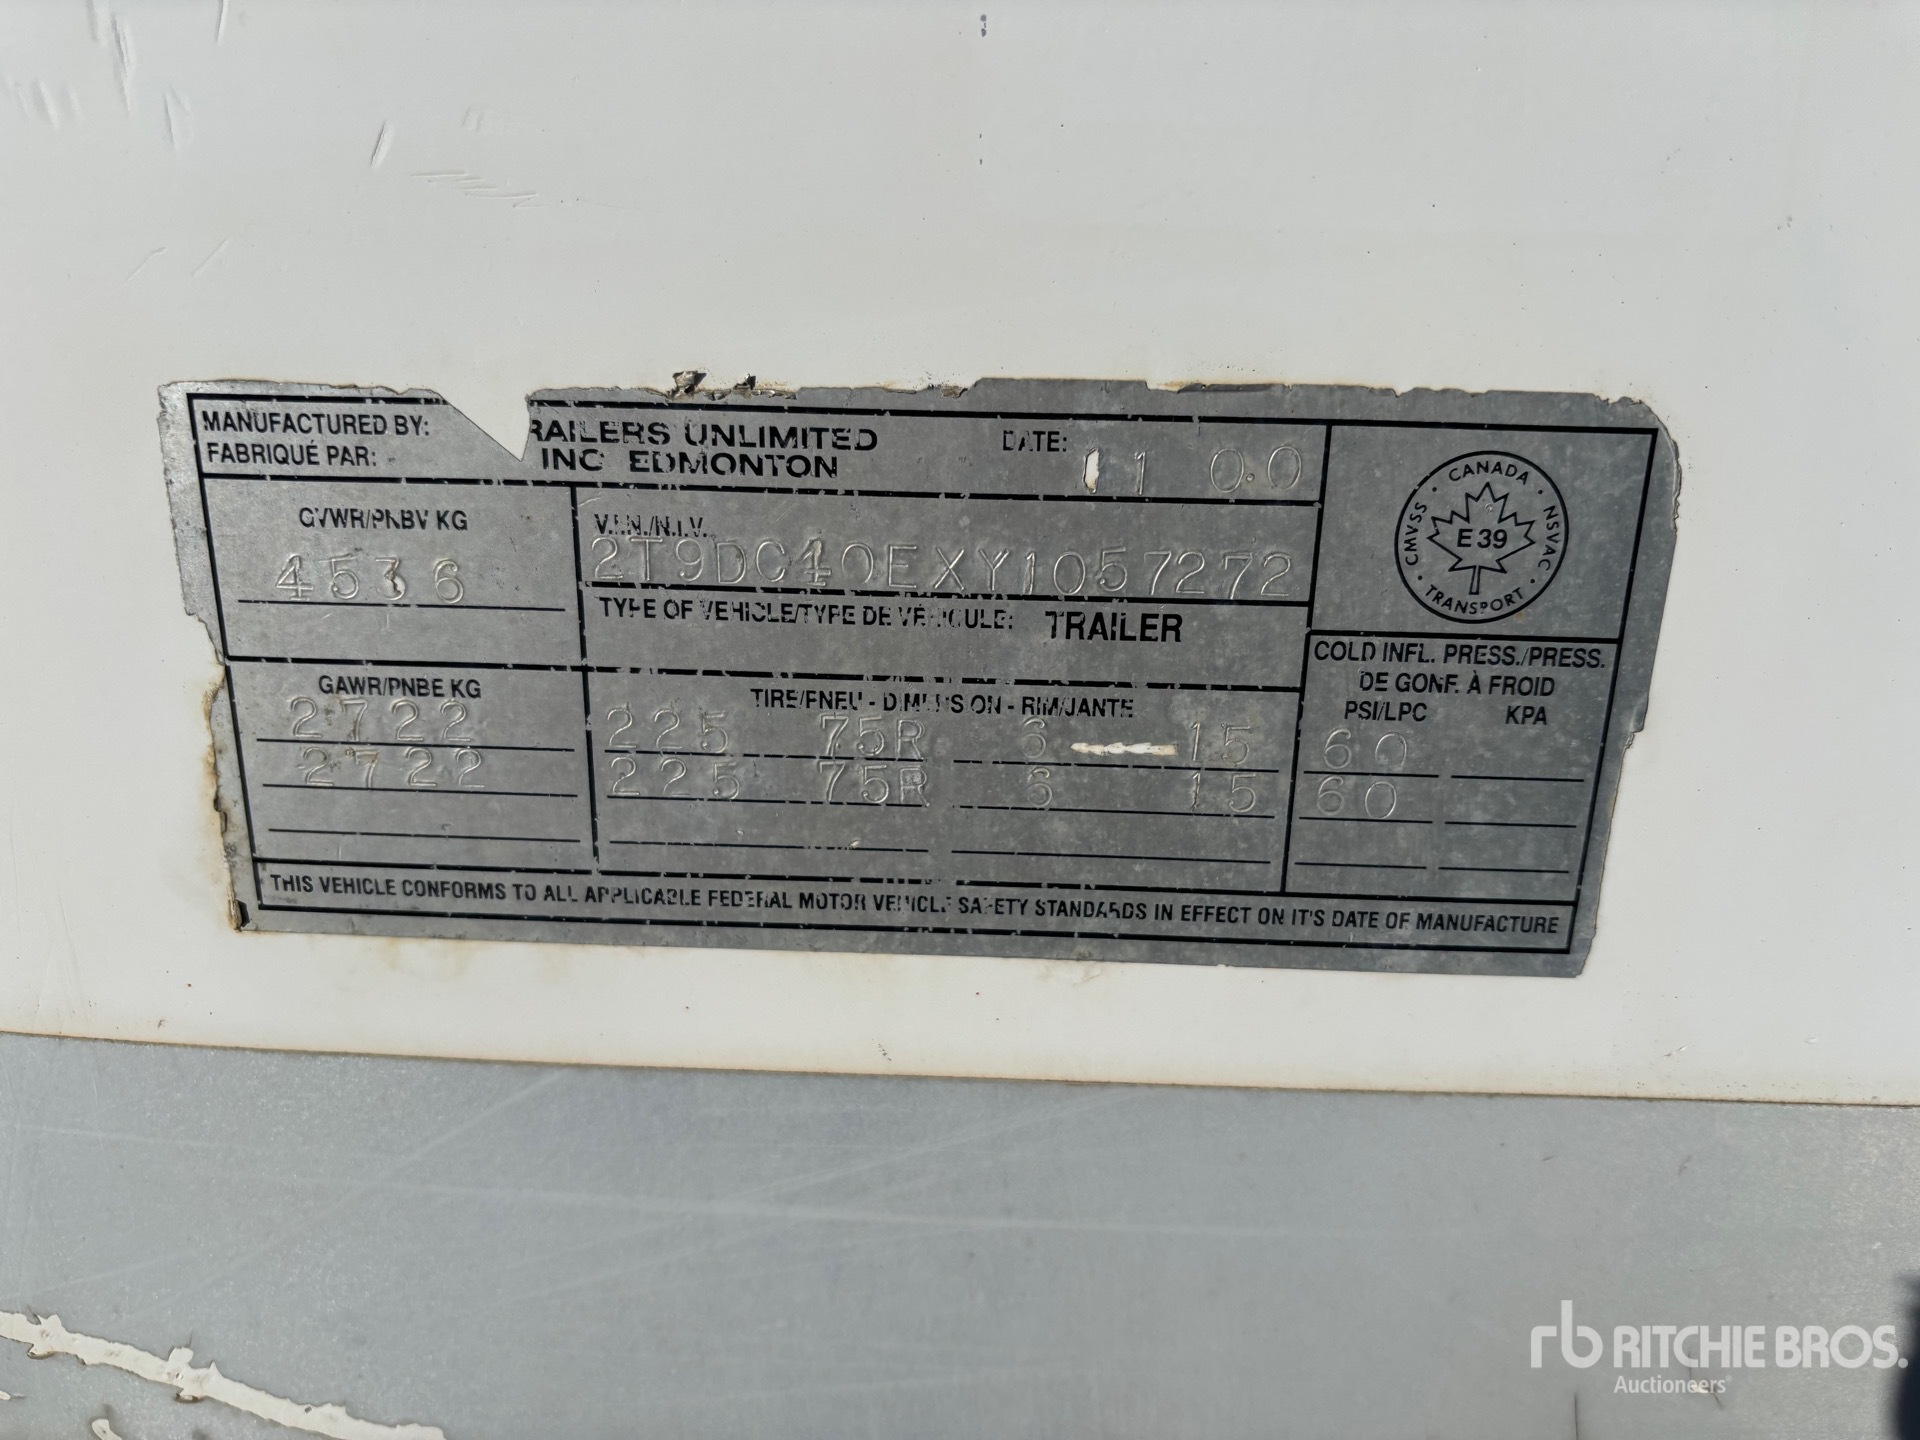 MANUFACTURED BY: RAILERS UNLIMITED DATE: 11 00
FABRIQUÉ PAR: INC EDMONTON
GVWR/PNBV KG
4536
V.I.N./N.I.V.
2T9DC40EXY1057272
TYPE OF VEHICLE/TYPE DE VÉHICULE: TRAILER
CANADA
CMVSS
NSVAC
E 39
TRANSPORT
GAWR/PNBE KG
TIRE/PNEU - DIMENSION - RIM/JANTE
COLD INFL. PRESS./PRESS.
DE GONF. À FROID
PSI/LPC KPA
2722 225 75R 6 15 60
2722 225 75R 6 15 60
THIS VEHICLE CONFORMS TO ALL APPLICABLE FEDERAL MOTOR VEHICLE SAFETY STANDARDS IN EFFECT ON IT'S DATE OF MANUFACTURE
rb RITCHIE BROS.
Auctioneers